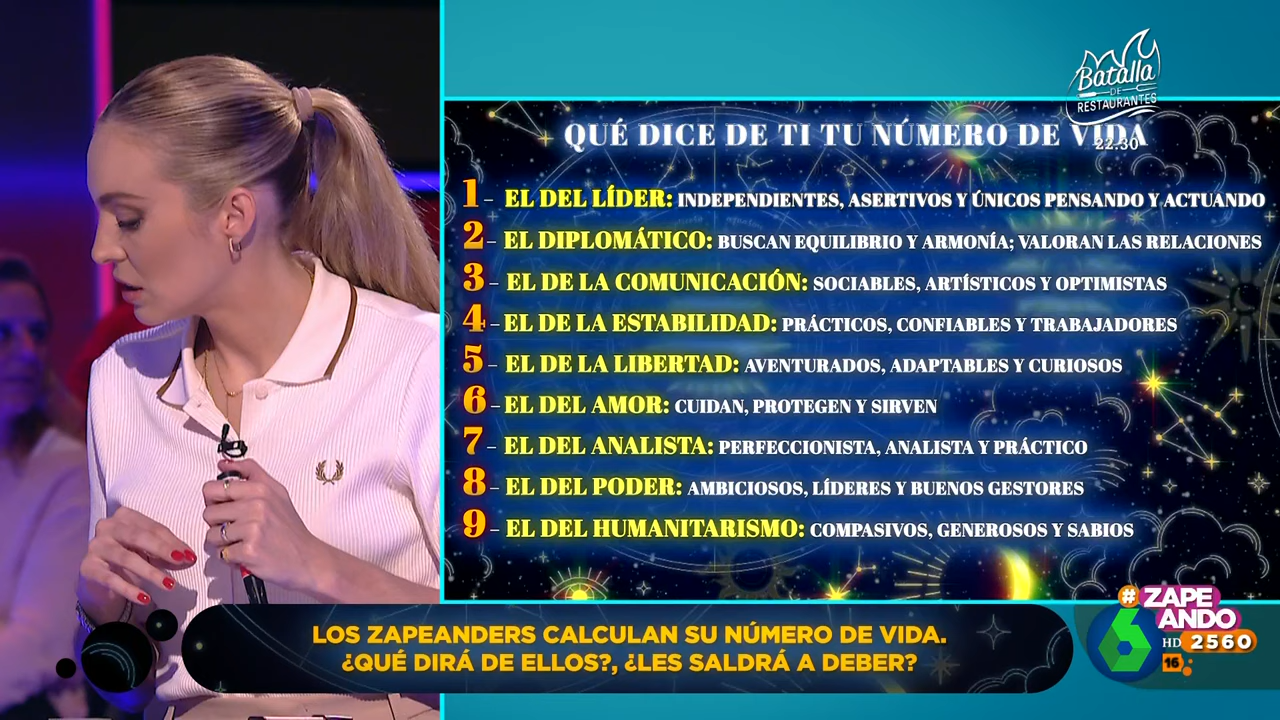 Batalla
DE
RESTAURANTES
22:30
QUÉ DICE DE TI TU NÚMERO DE VIDA
1- EL DEL LÍDER: INDEPENDIENTES, ASERTIVOS Y ÚNICOS PENSANDO Y ACTUANDO
2- EL DIPLOMÁTICO: BUSCAN EQUILIBRIO Y ARMONÍA; VALORAN LAS RELACIONES
3- EL DE LA COMUNICACIÓN: SOCIABLES, ARTÍSTICOS Y OPTIMISTAS
4- EL DE LA ESTABILIDAD: PRÁCTICOS, CONFIABLES Y TRABAJADORES
5- EL DE LA LIBERTAD: AVENTURADOS, ADAPTABLES Y CURIOSOS
6- EL DEL AMOR: CUIDAN, PROTEGEN Y SIRVEN
7- EL DEL ANALISTA: PERFECCIONISTA, ANALISTA Y PRÁCTICO
8- EL DEL PODER: AMBICIOSOS, LÍDERES Y BUENOS GESTORES
9- EL DEL HUMANITARISMO: COMPASIVOS, GENEROSOS Y SABIOS
LOS ZAPEANDERS CALCULAN SU NÚMERO DE VIDA.
¿QUÉ DIRÁ DE ELLOS?, ¿LES SALDRÁ A DEBER?
#ZAPE
ANDO
6 HD 2560
16